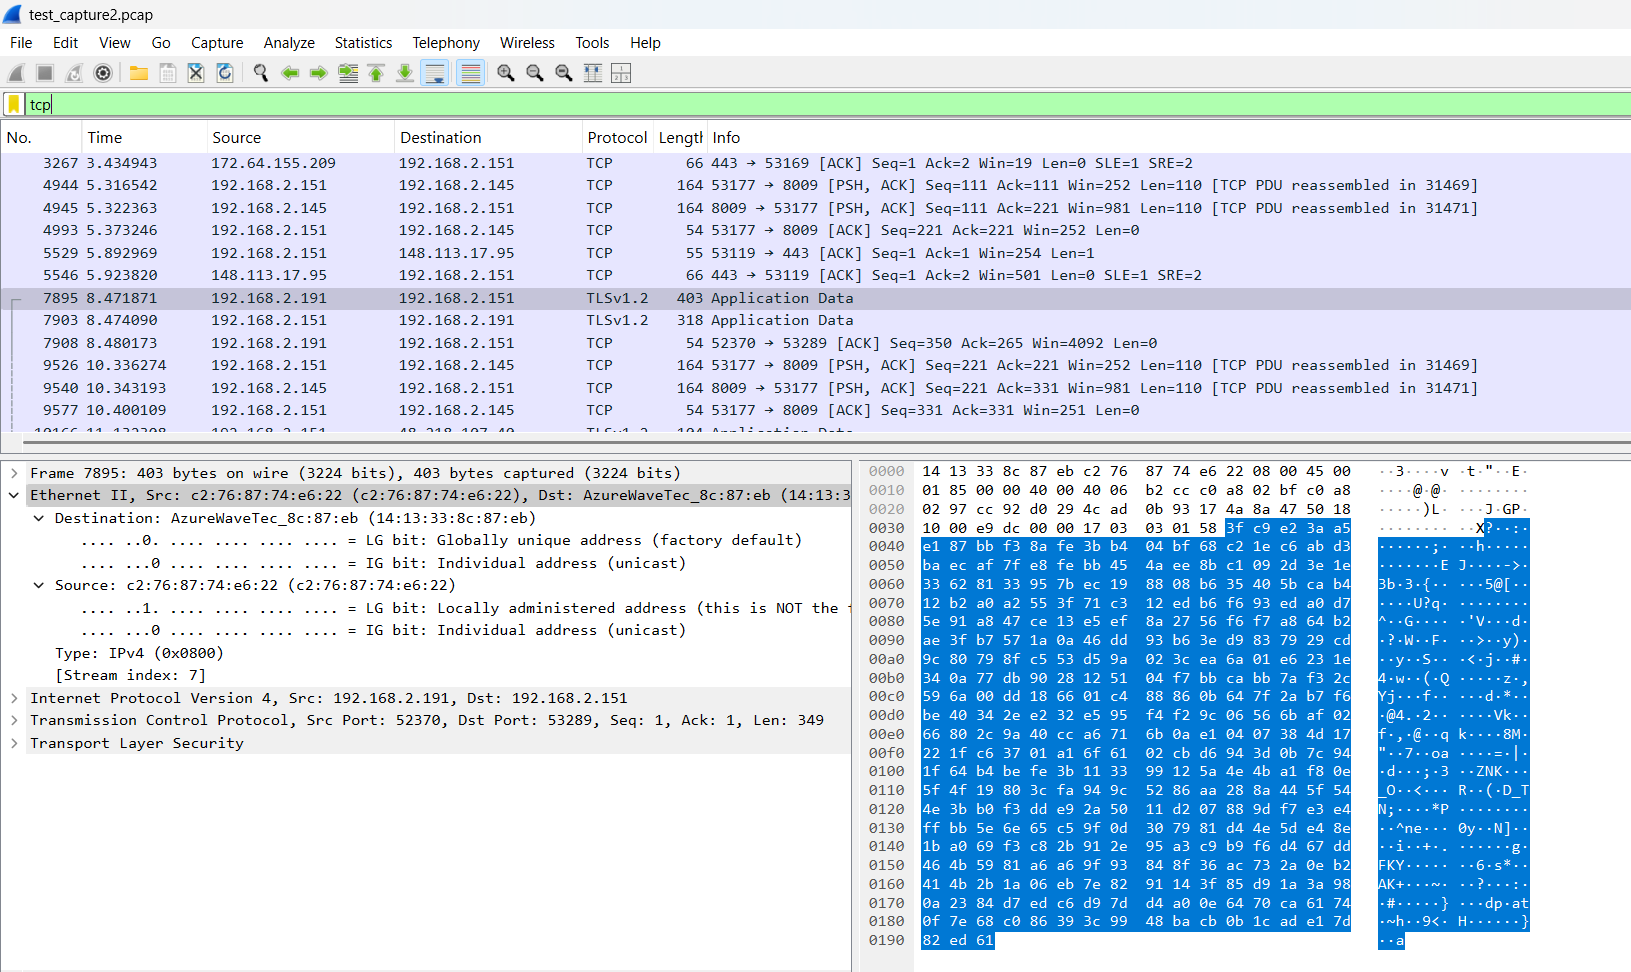 test_capture2.pcap
File Edit View Go Capture Analyze Statistics Telephony Wireless Tools Help
tcp
No. Time Source Destination Protocol Length Info
3267 3.434943 172.64.155.209 192.168.2.151 TCP 66 443 → 53169 [ACK] Seq=1 Ack=2 Win=19 Len=0 SLE=1 SRE=2
4944 5.316542 192.168.2.151 192.168.2.145 TCP 164 53177 → 8009 [PSH, ACK] Seq=111 Ack=111 Win=252 Len=110 [TCP PDU reassembled in 31469]
4945 5.322363 192.168.2.145 192.168.2.151 TCP 164 8009 → 53177 [PSH, ACK] Seq=111 Ack=221 Win=981 Len=110 [TCP PDU reassembled in 31471]
4993 5.373246 192.168.2.151 192.168.2.145 TCP 54 53177 → 8009 [ACK] Seq=221 Ack=221 Win=252 Len=0
5529 5.892969 192.168.2.151 148.113.17.95 TCP 55 53119 → 443 [ACK] Seq=1 Ack=1 Win=254 Len=1
5546 5.923820 148.113.17.95 192.168.2.151 TCP 66 443 → 53119 [ACK] Seq=1 Ack=2 Win=501 Len=0 SLE=1 SRE=2
7895 8.471871 192.168.2.191 192.168.2.151 TLSv1.2 403 Application Data
7903 8.474090 192.168.2.151 192.168.2.191 TLSv1.2 318 Application Data
7908 8.480173 192.168.2.191 192.168.2.151 TCP 54 52370 → 53289 [ACK] Seq=350 Ack=265 Win=4092 Len=0
9526 10.336274 192.168.2.151 192.168.2.145 TCP 164 53177 → 8009 [PSH, ACK] Seq=221 Ack=221 Win=252 Len=110 [TCP PDU reassembled in 31469]
9540 10.343193 192.168.2.145 192.168.2.151 TCP 164 8009 → 53177 [PSH, ACK] Seq=221 Ack=331 Win=981 Len=110 [TCP PDU reassembled in 31471]
9577 10.400109 192.168.2.151 192.168.2.145 TCP 54 53177 → 8009 [ACK] Seq=331 Ack=331 Win=251 Len=0
Frame 7895: 403 bytes on wire (3224 bits), 403 bytes captured (3224 bits)
Ethernet II, Src: c2:76:87:74:e6:22 (c2:76:87:74:e6:22), Dst: AzureWaveTec_8c:87:eb (14:13:3
Destination: AzureWaveTec_8c:87:eb (14:13:33:8c:87:eb)
.... ..0. .... .... .... .... = LG bit: Globally unique address (factory default)
.... ...0 .... .... .... .... = IG bit: Individual address (unicast)
Source: c2:76:87:74:e6:22 (c2:76:87:74:e6:22)
.... ..1. .... .... .... .... = LG bit: Locally administered address (this is NOT the
.... ...0 .... .... .... .... = IG bit: Individual address (unicast)
Type: IPv4 (0x0800)
[Stream index: 7]
Internet Protocol Version 4, Src: 192.168.2.191, Dst: 192.168.2.151
Transmission Control Protocol, Src Port: 52370, Dst Port: 53289, Seq: 1, Ack: 1, Len: 349
Transport Layer Security
0000 14 13 33 8c 87 eb c2 76 87 74 e6 22 08 00 45 00 ··3····v ·t·"··E·
0010 01 85 00 00 40 00 40 06 b2 cc c0 a8 02 bf c0 a8 ····@·@· ········
0020 02 97 cc 92 d0 29 4c ad 0b 93 17 4a 8a 47 50 18 ·····)L· ···J·GP·
0030 10 00 e9 dc 00 00 17 03 03 01 58 3f c9 e2 3a a5 ········ ··X?··:·
0040 e1 87 bb f3 8a fe 3b b4 04 bf 68 c2 1e c6 ab d3 ······;· ··h·····
0050 ba ec af 7f e8 fe bb 45 4a ee 8b c1 09 2d 3e 1e ·······E J····->·
0060 33 62 81 33 95 7b ec 19 88 08 b6 35 40 5b ca b4 3b·3·{·· ···5@[··
0070 12 b2 a0 a2 55 3f 71 c3 12 ed b6 f6 93 ed a0 d7 ····U?q· ········
0080 5e 91 a8 47 ce 13 e5 ef 8a 27 56 f6 f7 a8 64 b2 ^··G···· ·'V···d·
0090 ae 3f b7 57 1a 0a 46 dd 93 b6 3e d9 83 79 29 cd ·?·W··F· ··>··y)·
00a0 9c 80 79 8f c5 53 d5 9a 02 3c ea 6a 01 e6 23 1e ··y··S·· ·<·j··#·
00b0 34 0a 77 db 90 28 12 51 04 f7 bb ca bb 7a f3 2c 4·w··(·Q ·····z·,
00c0 59 6a 00 dd 18 66 01 c4 88 86 0b 64 7f 2a b7 f6 Yj···f·· ···d·*··
00d0 be 40 34 2e e2 32 e5 95 f4 f2 9c 06 56 6b af 02 ·@4.·2·· ····Vk··
00e0 66 80 2c 9a 40 cc a6 71 6b 0a e1 04 07 38 4d 17 f·,·@··q k····8M·
00f0 22 1f c6 37 01 a1 6f 61 02 cb d6 94 3d 0b 7c 94 "··7··oa ····=·|·
0100 1f 64 b4 be fe 3b 11 33 99 12 5a 4e 4b a1 f8 0e ·d···;·3 ··ZNK···
0110 5f 4f 19 80 3c fa 94 9c 52 86 aa 28 8a 44 5f 54 _O··<··· R··(·D_T
0120 4e 3b b0 f3 dd e9 2a 50 11 d2 07 88 9d f7 e3 e4 N;····*P ········
0130 ff bb 5e 6e 65 c5 9f 0d 30 79 81 d4 4e 5d e4 8e ··^ne··· 0y··N]··
0140 1b a0 69 f3 c8 2b 91 2e 95 a3 c9 b9 f6 d4 67 dd ··i··+·. ······g·
0150 46 4b 59 81 a6 a6 9f 93 84 8f 36 ac 73 2a 0e b2 FKY····· ··6·s*··
0160 41 4b 2b 1a 06 eb 7e 82 91 14 3f 85 d9 1a 3a 98 AK+···~· ··?···:·
0170 0a 23 84 d7 ed c6 d9 7d d4 a0 0e 64 70 ca 61 74 ·#·····} ···dp·at
0180 0f 7e 68 c0 86 39 3c 99 48 ba cb 0b 1c ad e1 7d ·~h··9<· H······}
0190 82 ed 61 ··a